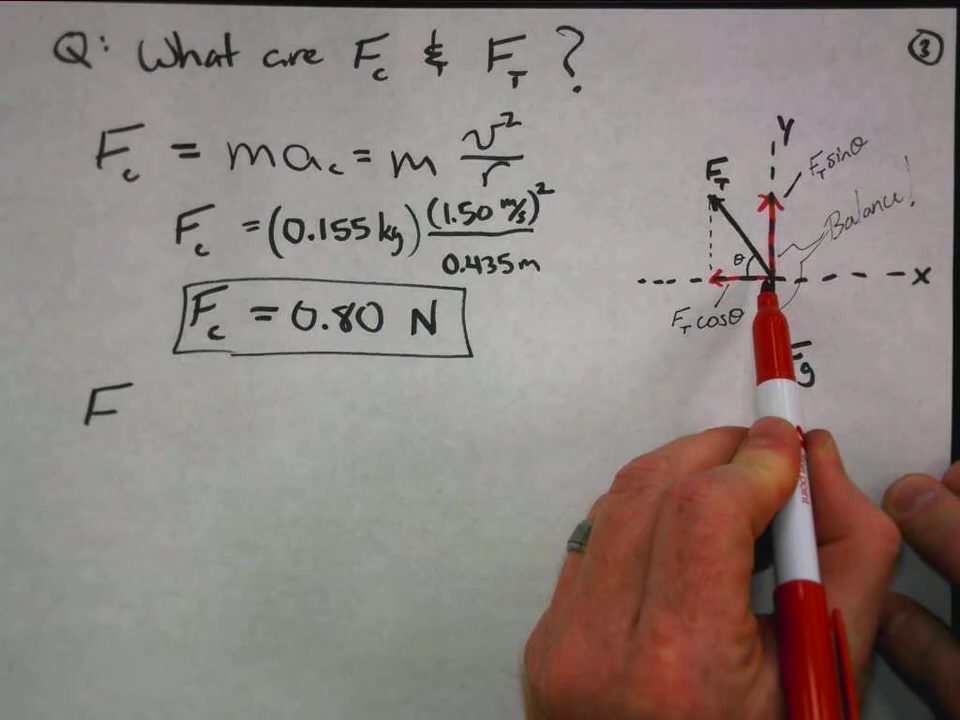 Q: What are Fc & FT ? ③
Fc = mac = m v²/r
Fc = (0.155 kg) (1.50 m/s)²/0.435m
Fc = 0.80 N
F
Y
FT
FT sinθ
Balance!
θ
x
FT cosθ
Fg